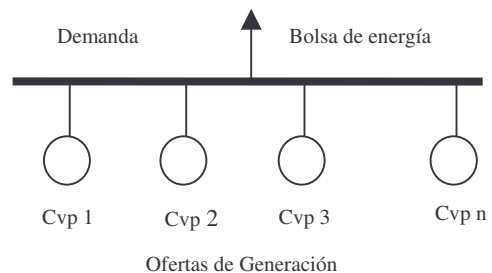 Demanda Bolsa de energía
Cvp 1 Cvp 2 Cvp 3 Cvp n
Ofertas de Generación